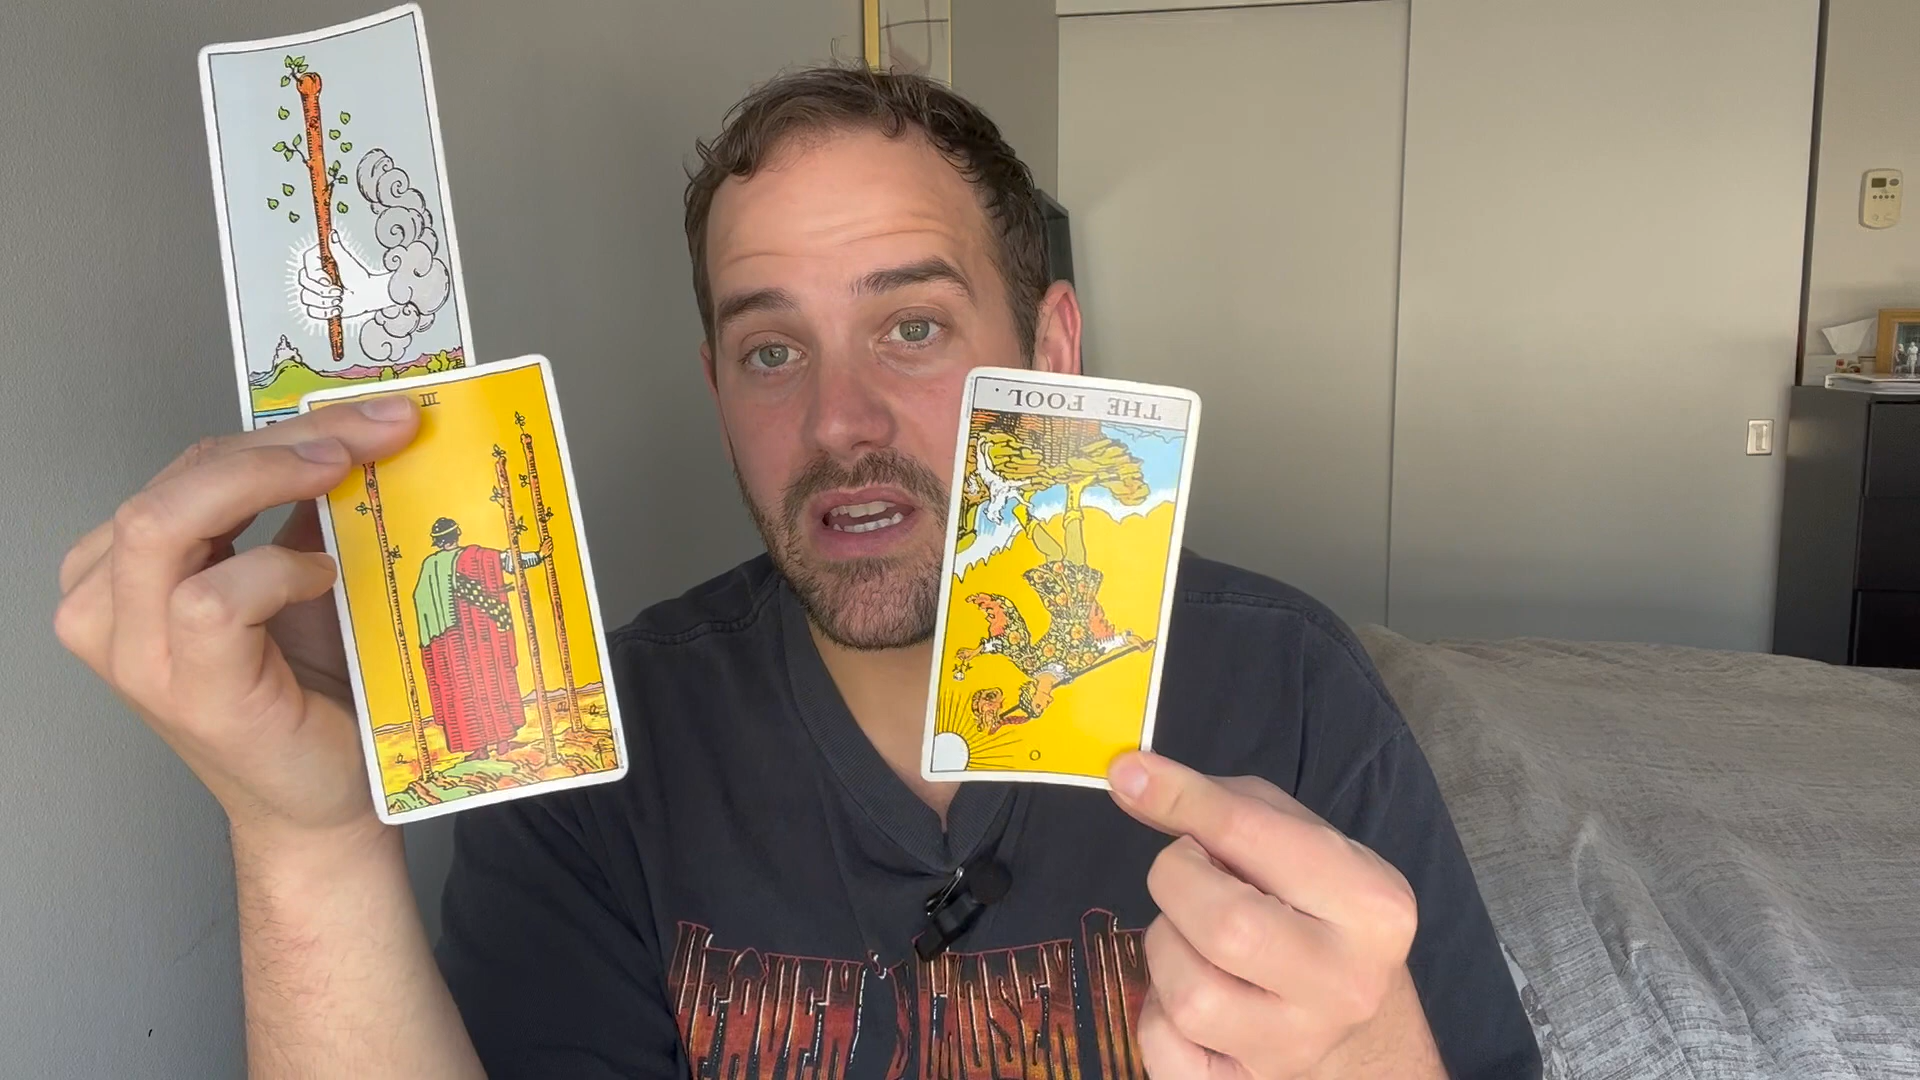 III
THE FOOL.
0
HEAVEN'S
CHOSEN